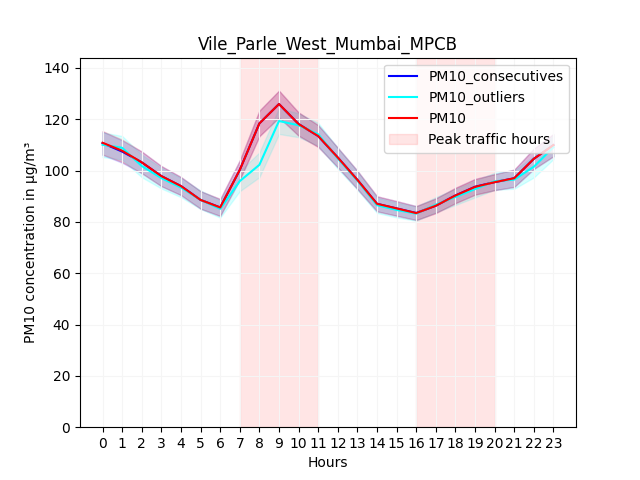 Vile_Parle_West_Mumbai_MPCB
PM10_consecutives
PM10_outliers
PM10
Peak traffic hours
PM10 concentration in µg/m³
140
120
100
80
60
40
20
0
0 1 2 3 4 5 6 7 8 9 10 11 12 13 14 15 16 17 18 19 20 21 22 23
Hours